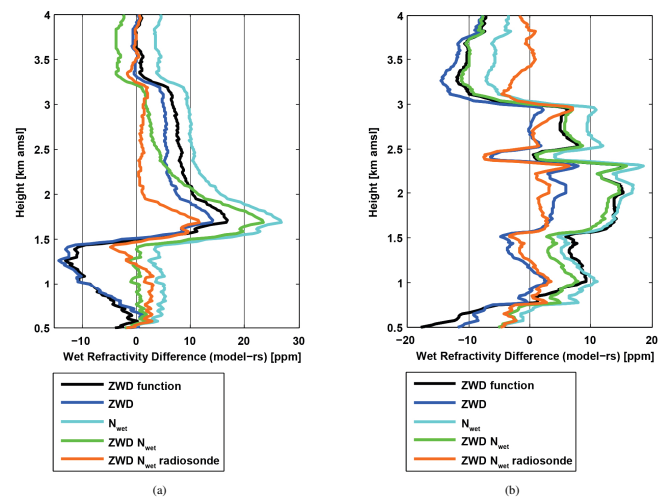 4
3.5
3
2.5
2
1.5
1
0.5
Height [km amsl]
−10 0 10 20 30
Wet Refractivity Difference (model−rs) [ppm]
ZWD function
ZWD
Nwet
ZWD Nwet
ZWD Nwet radiosonde
(a)
4
3.5
3
2.5
2
1.5
1
0.5
Height [km amsl]
−20 −10 0 10 20
Wet Refractivity Difference (model−rs) [ppm]
ZWD function
ZWD
Nwet
ZWD Nwet
ZWD Nwet radiosonde
(b)